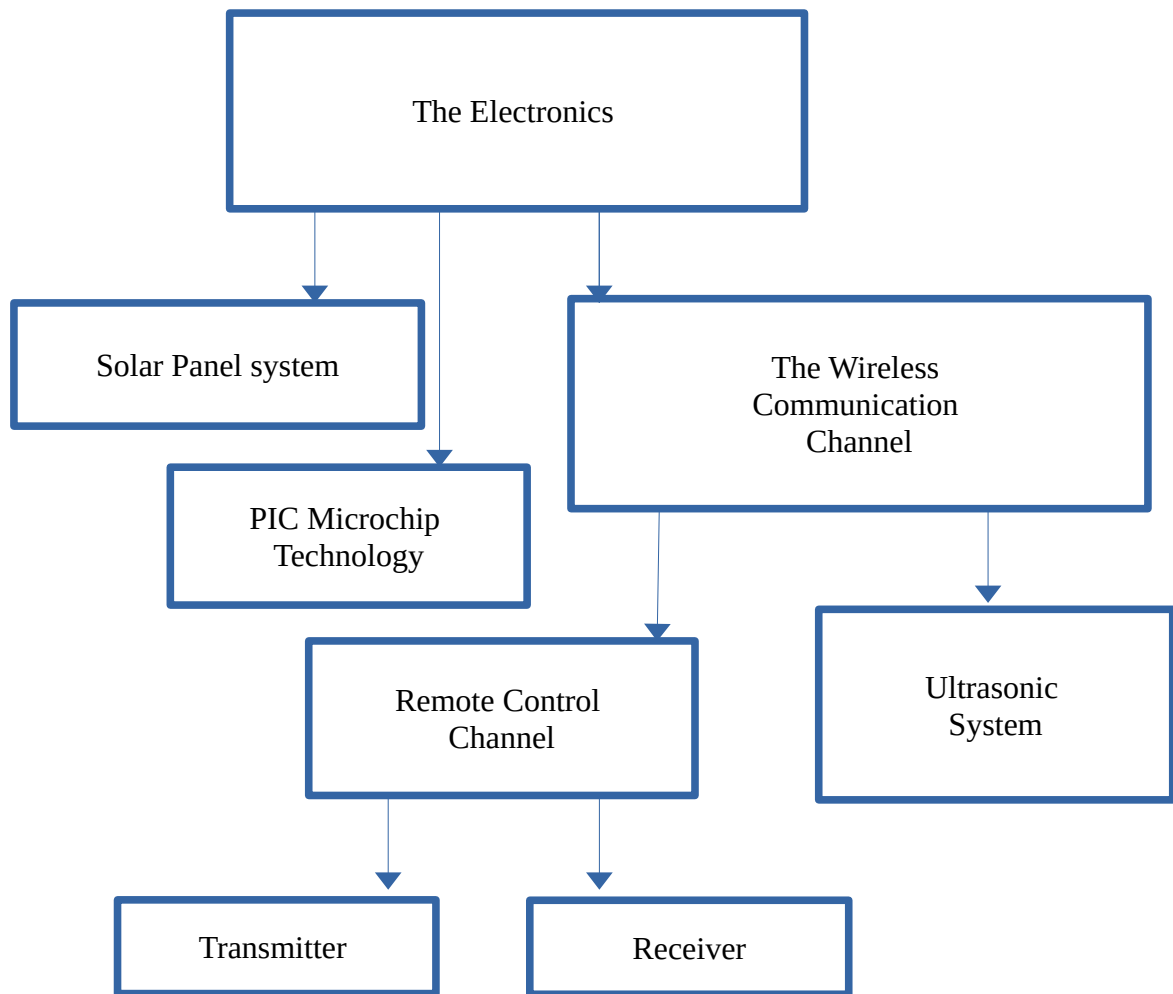 The Electronics
Solar Panel system
The Wireless
Communication
Channel
PIC Microchip
Technology
Remote Control
Channel
Ultrasonic
System
Transmitter
Receiver